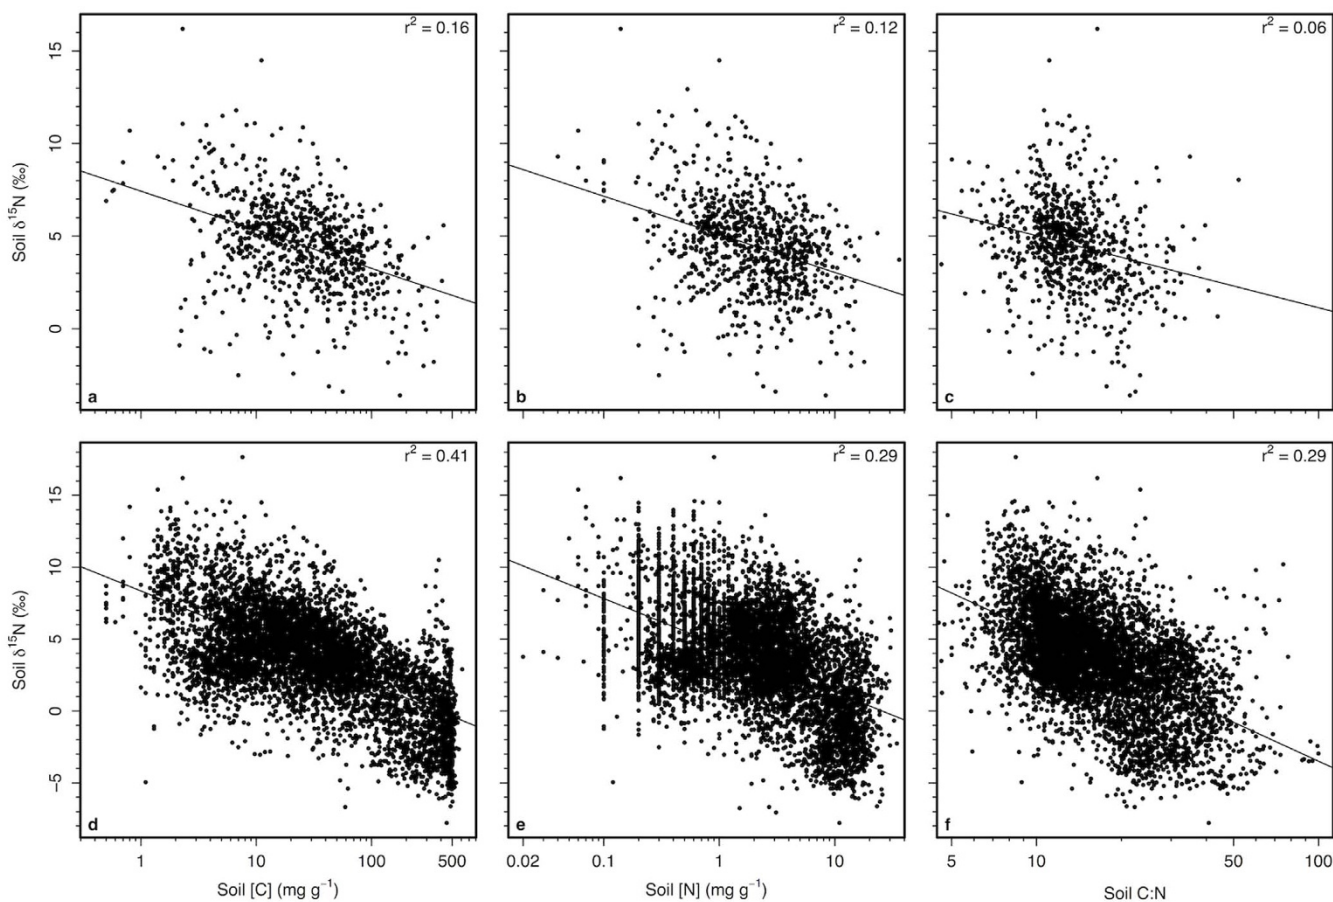 r² = 0.16
r² = 0.12
r² = 0.06
15
10
5
0
Soil δ¹⁵N (‰)
a
b
c
r² = 0.41
r² = 0.29
r² = 0.29
15
10
5
0
−5
Soil δ¹⁵N (‰)
d
e
f
1 10 100 500
0.02 0.1 1 10
5 10 50 100
Soil [C] (mg g⁻¹)
Soil [N] (mg g⁻¹)
Soil C:N